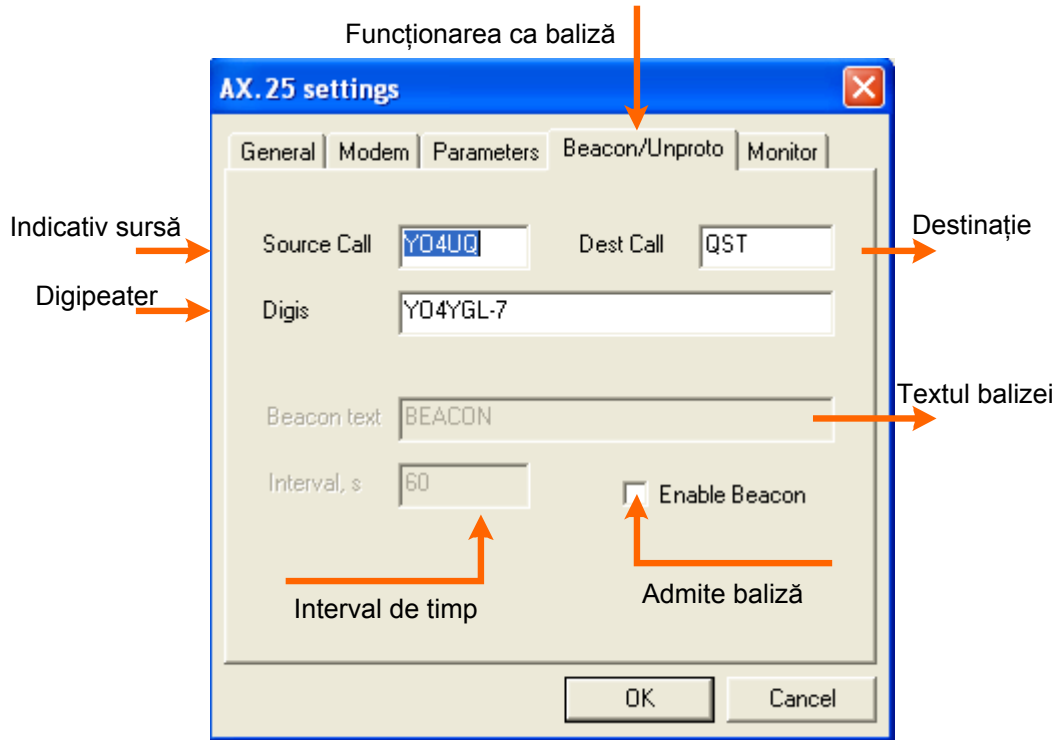 Funcționarea ca baliză
AX.25 settings
General Modem Parameters Beacon/Unproto Monitor
Indicativ sursă
Source Call YO4UQ Dest Call QST
Destinație
Digipeater
Digis YO4YGL-7
Textul balizei
Beacon text BEACON
Interval, s 60
Enable Beacon
Interval de timp
Admite baliză
OK Cancel